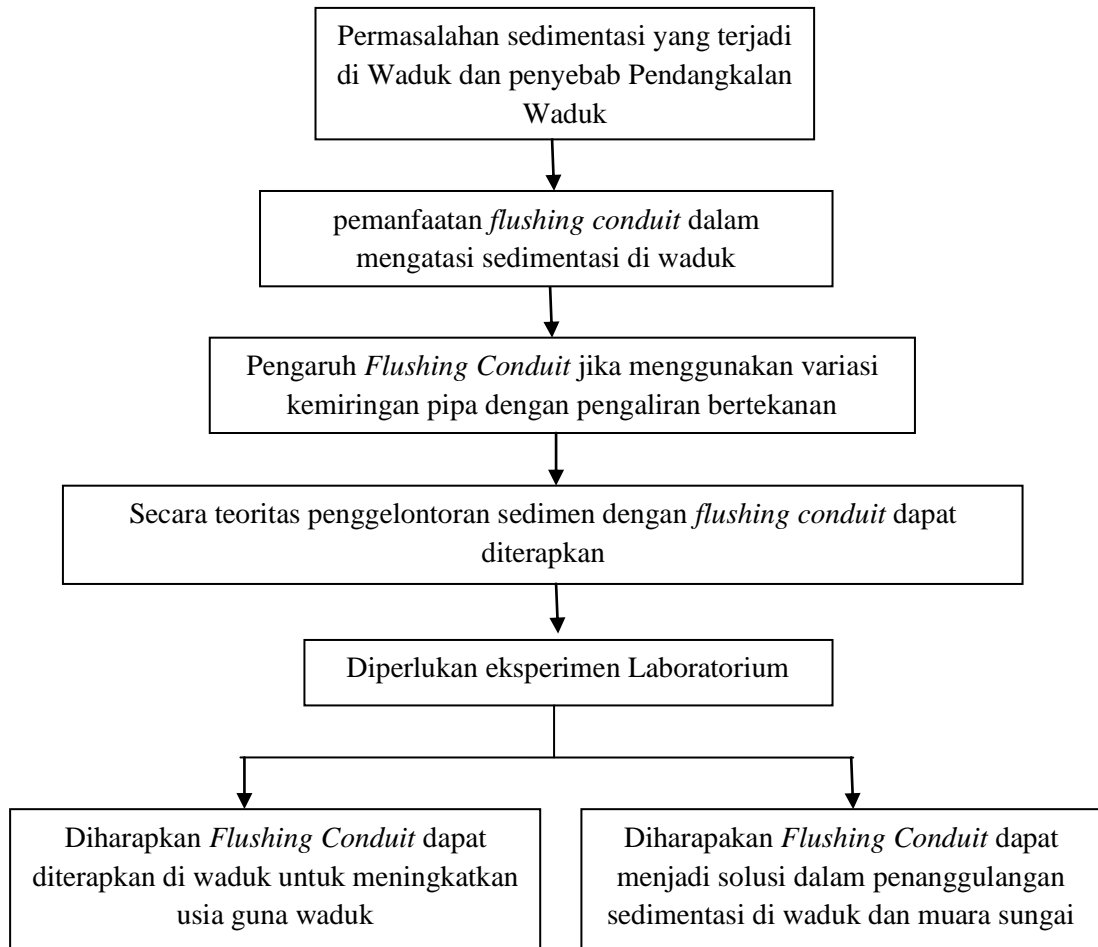 Permasalahan sedimentasi yang terjadi
di Waduk dan penyebab Pendangkalan
Waduk
pemanfaatan flushing conduit dalam
mengatasi sedimentasi di waduk
Pengaruh Flushing Conduit jika menggunakan variasi
kemiringan pipa dengan pengaliran bertekanan
Secara teoritas penggelontoran sedimen dengan flushing conduit dapat
diterapkan
Diperlukan eksperimen Laboratorium
Diharapkan Flushing Conduit dapat
diterapkan di waduk untuk meningkatkan
usia guna waduk
Diharapakan Flushing Conduit dapat
menjadi solusi dalam penanggulangan
sedimentasi di waduk dan muara sungai